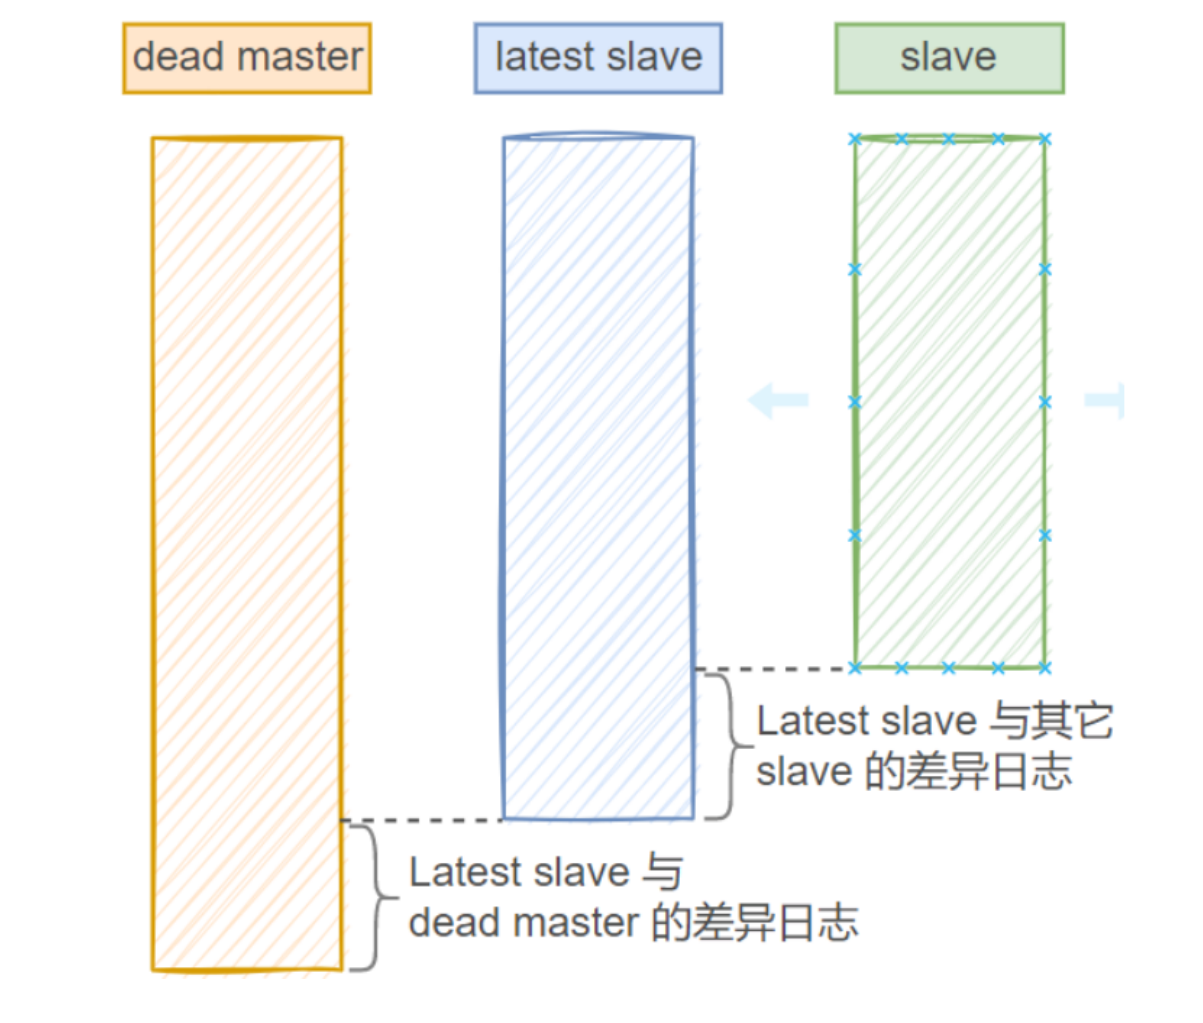 dead master
latest slave
slave
Latest slave 与其它
slave 的差异日志
Latest slave 与
dead master 的差异日志